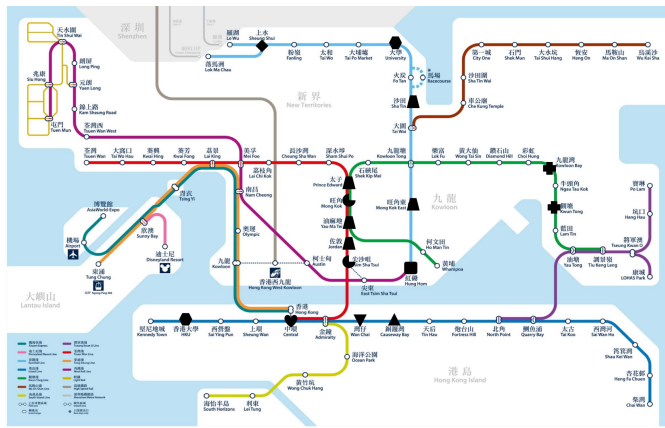 深圳
Shenzhen
天水圍
Tin Shui Wai
朗屏
Long Ping
兆康
Siu Hong
元朗
Yuen Long
錦上路
Kam Sheung Road
屯門
Tuen Mun
荃灣西
Tsuen Wan West
羅湖
Lo Wu
上水
Sheung Shui
粉嶺
Fanling
太和
Tai Wo
大埔墟
Tai Po Market
大學
University
落馬洲
Lok Ma Chau
新界
New Territories
火炭
Fo Tan
馬場
Racecourse
沙田
Sha Tin
大圍
Tai Wai
第一城
City One
石門
Shek Mun
大水坑
Tai Shui Hang
恆安
Heng On
馬鞍山
Ma On Shan
烏溪沙
Wu Kai Sha
沙田圍
Sha Tin Wai
車公廟
Che Kung Temple
荃灣
Tsuen Wan
大窩口
Tai Wo Hau
葵興
Kwai Hing
葵芳
Kwai Fong
荔景
Lai King
美孚
Mei Foo
荔枝角
Lai Chi Kok
長沙灣
Cheung Sha Wan
深水埗
Sham Shui Po
石硤尾
Shek Kip Mei
九龍塘
Kowloon Tong
樂富
Lok Fu
黃大仙
Wong Tai Sin
鑽石山
Diamond Hill
彩虹
Choi Hung
九龍灣
Kowloon Bay
牛頭角
Ngau Tau Kok
觀塘
Kwun Tong
藍田
Lam Tin
油塘
Yau Tong
調景嶺
Tiu Keng Leng
將軍澳
Tseung Kwan O
寶琳
Po Lam
坑口
Hang Hau
康城
LOHAS Park
太子
Prince Edward
旺角
Mong Kok
油麻地
Yau Ma Tei
佐敦
Jordan
尖沙咀
Tsim Sha Tsui
旺角東
Mong Kok East
九龍
Kowloon
何文田
Ho Man Tin
黃埔
Whampoa
紅磡
Hung Hom
尖東
East Tsim Sha Tsui
柯士甸
Austin
香港西九龍
Hong Kong West Kowloon
九龍
Kowloon
奧運
Olympic
南昌
Nam Cheong
青衣
Tsing Yi
博覽館
AsiaWorld-Expo
機場
Airport
欣澳
Sunny Bay
迪士尼
Disneyland Resort
東涌
Tung Chong
大嶼山
Lantau Island
香港
Hong Kong
堅尼地城
Kennedy Town
香港大學
HKU
西營盤
Sai Ying Pun
上環
Sheung Wan
中環
Central
金鐘
Admiralty
灣仔
Wan Chai
銅鑼灣
Causeway Bay
天后
Tin Hau
炮台山
Fortress Hill
北角
North Point
鰂魚涌
Quarry Bay
太古
Tai Koo
西灣河
Sai Wan Ho
筲箕灣
Shau Kei Wan
杏花邨
Heng Fa Chuen
柴灣
Chai Wan
港島
Hong Kong Island
海洋公園
Ocean Park
黃竹坑
Wong Chuk Hang
利東
Lei Tung
海怡半島
South Horizons